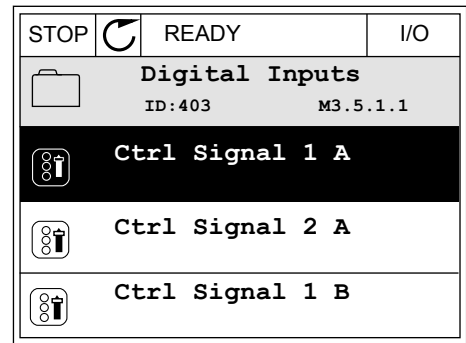 STOP READY I/O
Digital Inputs
ID:403 M3.5.1.1
Ctrl Signal 1 A
Ctrl Signal 2 A
Ctrl Signal 1 B